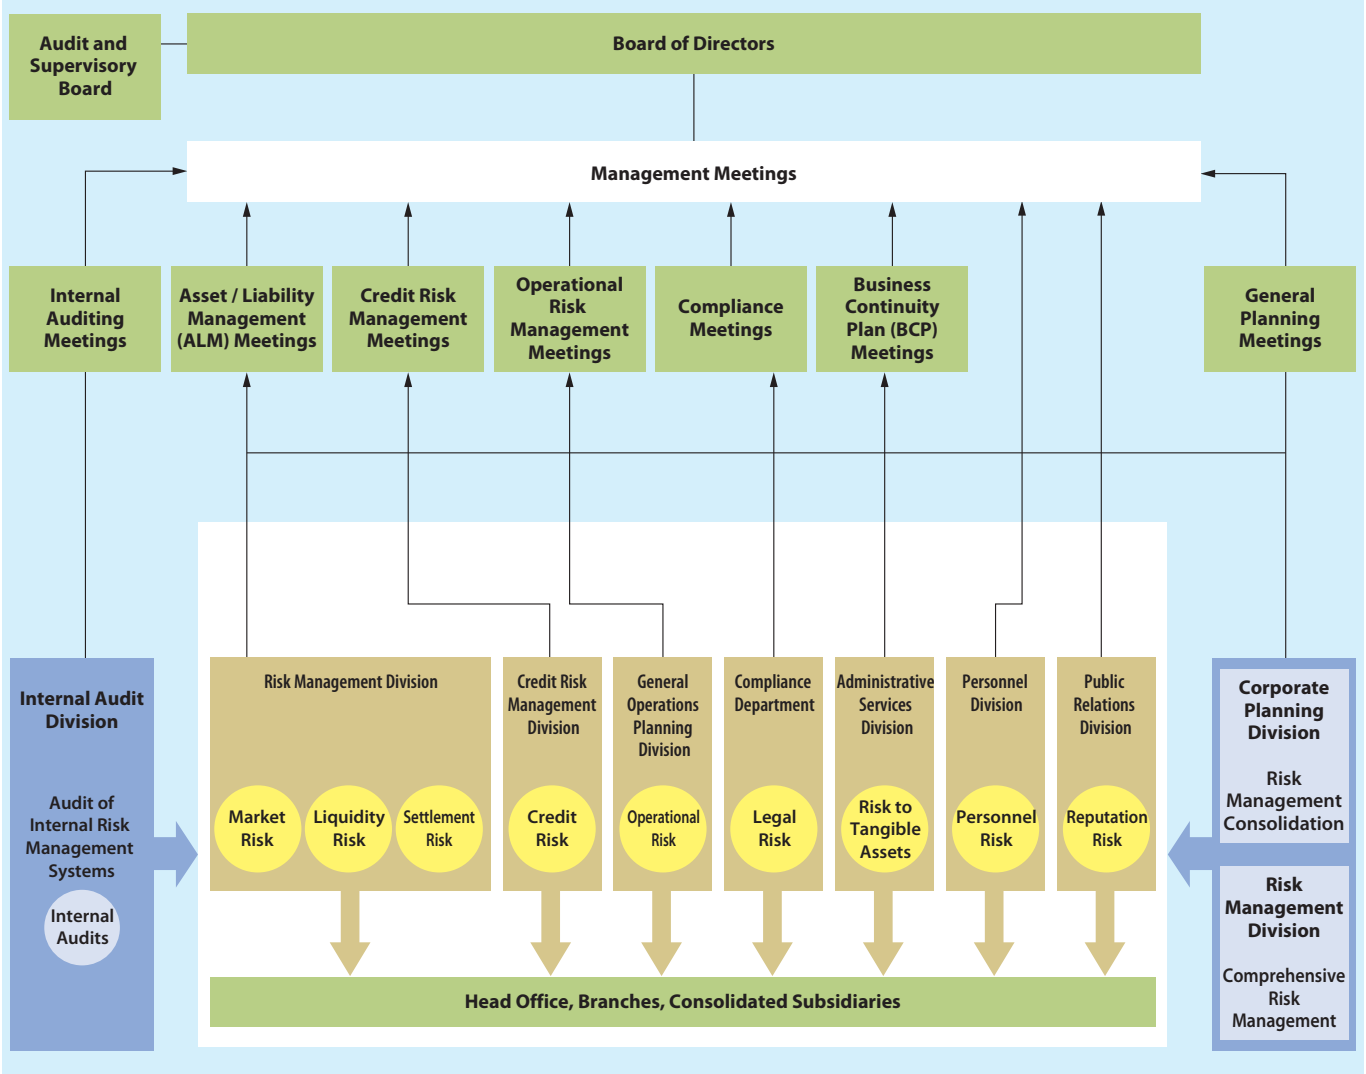 Audit and
Supervisory
Board
Board of Directors
Management Meetings
Internal
Auditing
Meetings
Asset / Liability
Management
(ALM) Meetings
Credit Risk
Management
Meetings
Operational
Risk
Management
Meetings
Compliance
Meetings
Business
Continuity
Plan (BCP)
Meetings
General
Planning
Meetings
Internal Audit
Division
Audit of
Internal Risk
Management
Systems
Internal
Audits
Risk Management Division
Market
Risk
Liquidity
Risk
Settlement
Risk
Credit Risk
Management
Division
Credit
Risk
General
Operations
Planning
Division
Operational
Risk
Compliance
Department
Legal
Risk
Administrative
Services
Division
Risk to
Tangible
Assets
Personnel
Division
Personnel
Risk
Public
Relations
Division
Reputation
Risk
Corporate
Planning
Division
Risk
Management
Consolidation
Risk
Management
Division
Comprehensive
Risk
Management
Head Office, Branches, Consolidated Subsidiaries